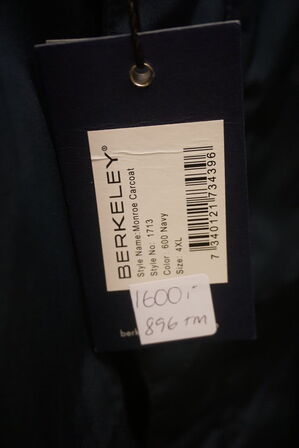 BERKELEY®
Style Name: Monroe Carcoat
Style No: 1713
Color: 600 Navy
Size: 4XL
7 340121 734396
1600:-
896 TM
berk